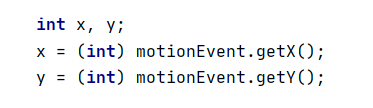 int x, y;
x = (int) motionEvent.getX();
y = (int) motionEvent.getY();